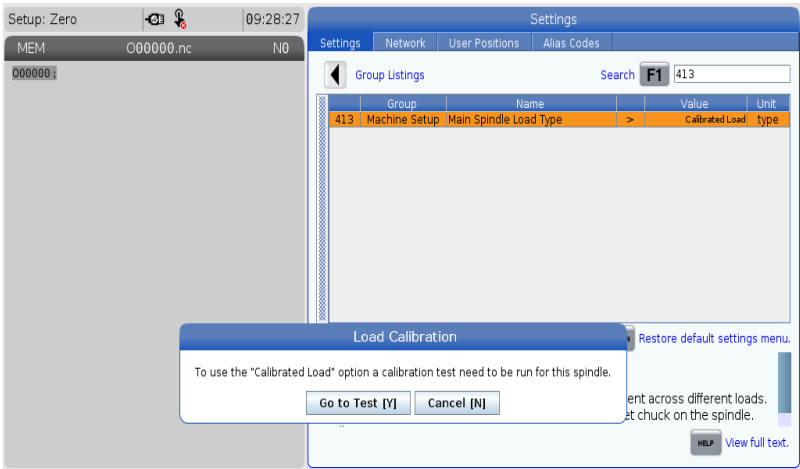 Setup: Zero
09:28:27
MEM
O00000.nc
N0
O00000;
Settings
Settings
Network
User Positions
Alias Codes
Group Listings
Search
F1
413
Group
Name
Value
Unit
413
Machine Setup
Main Spindle Load Type
>
Calibrated Load
type
Load Calibration
To use the "Calibrated Load" option a calibration test need to be run for this spindle.
Go to Test [Y]
Cancel [N]
N
Restore default settings menu.
ent across different loads.
et chuck on the spindle.
HELP
View full text.